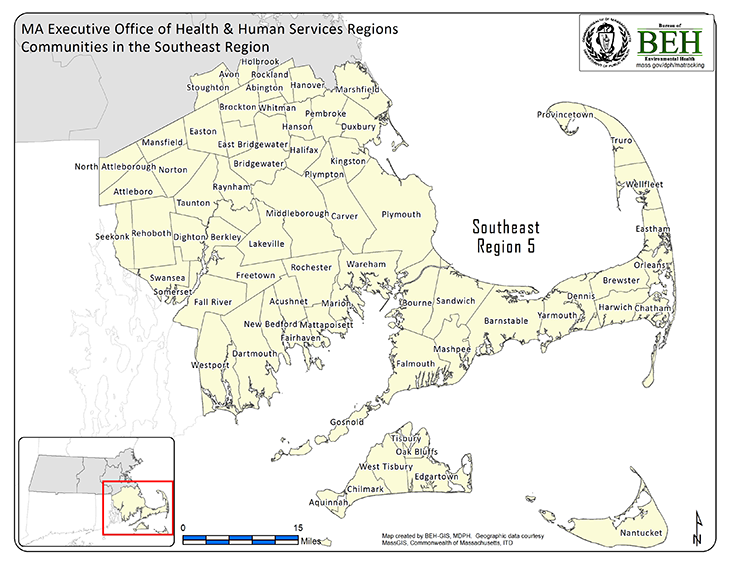 MA Executive Office of Health & Human Services Regions
Communities in the Southeast Region
Bureau of
BEH
Environmental Health
mass.gov/dph/matracking
Holbrook
Avon Rockland
Stoughton Abington Hanover Marshfield
Brockton Whitman Pembroke
Easton Hanson Duxbury
Mansfield East Bridgewater Halifax
North Attleborough Norton Bridgewater Kingston
Plympton
Attleboro Raynham
Taunton Middleborough Carver Plymouth
Seekonk Rehoboth Dighton Berkley
Lakeville
Swansea Freetown Rochester Wareham
Somerset
Fall River Acushnet Marion
New Bedford Mattapoisett
Fairhaven
Dartmouth
Westport
Provincetown
Truro
Wellfleet
Eastham
Orleans
Brewster
Dennis
Harwich Chatham
Bourne Sandwich
Barnstable Yarmouth
Mashpee
Falmouth
Southeast
Region 5
Gosnold
Tisbury
Oak Bluffs
West Tisbury
Edgartown
Chilmark
Aquinnah
Nantucket
0 15
Miles
Map created by BEH-GIS, MDPH. Geographic data courtesy
MassGIS, Commonwealth of Massachusetts, ITD
N